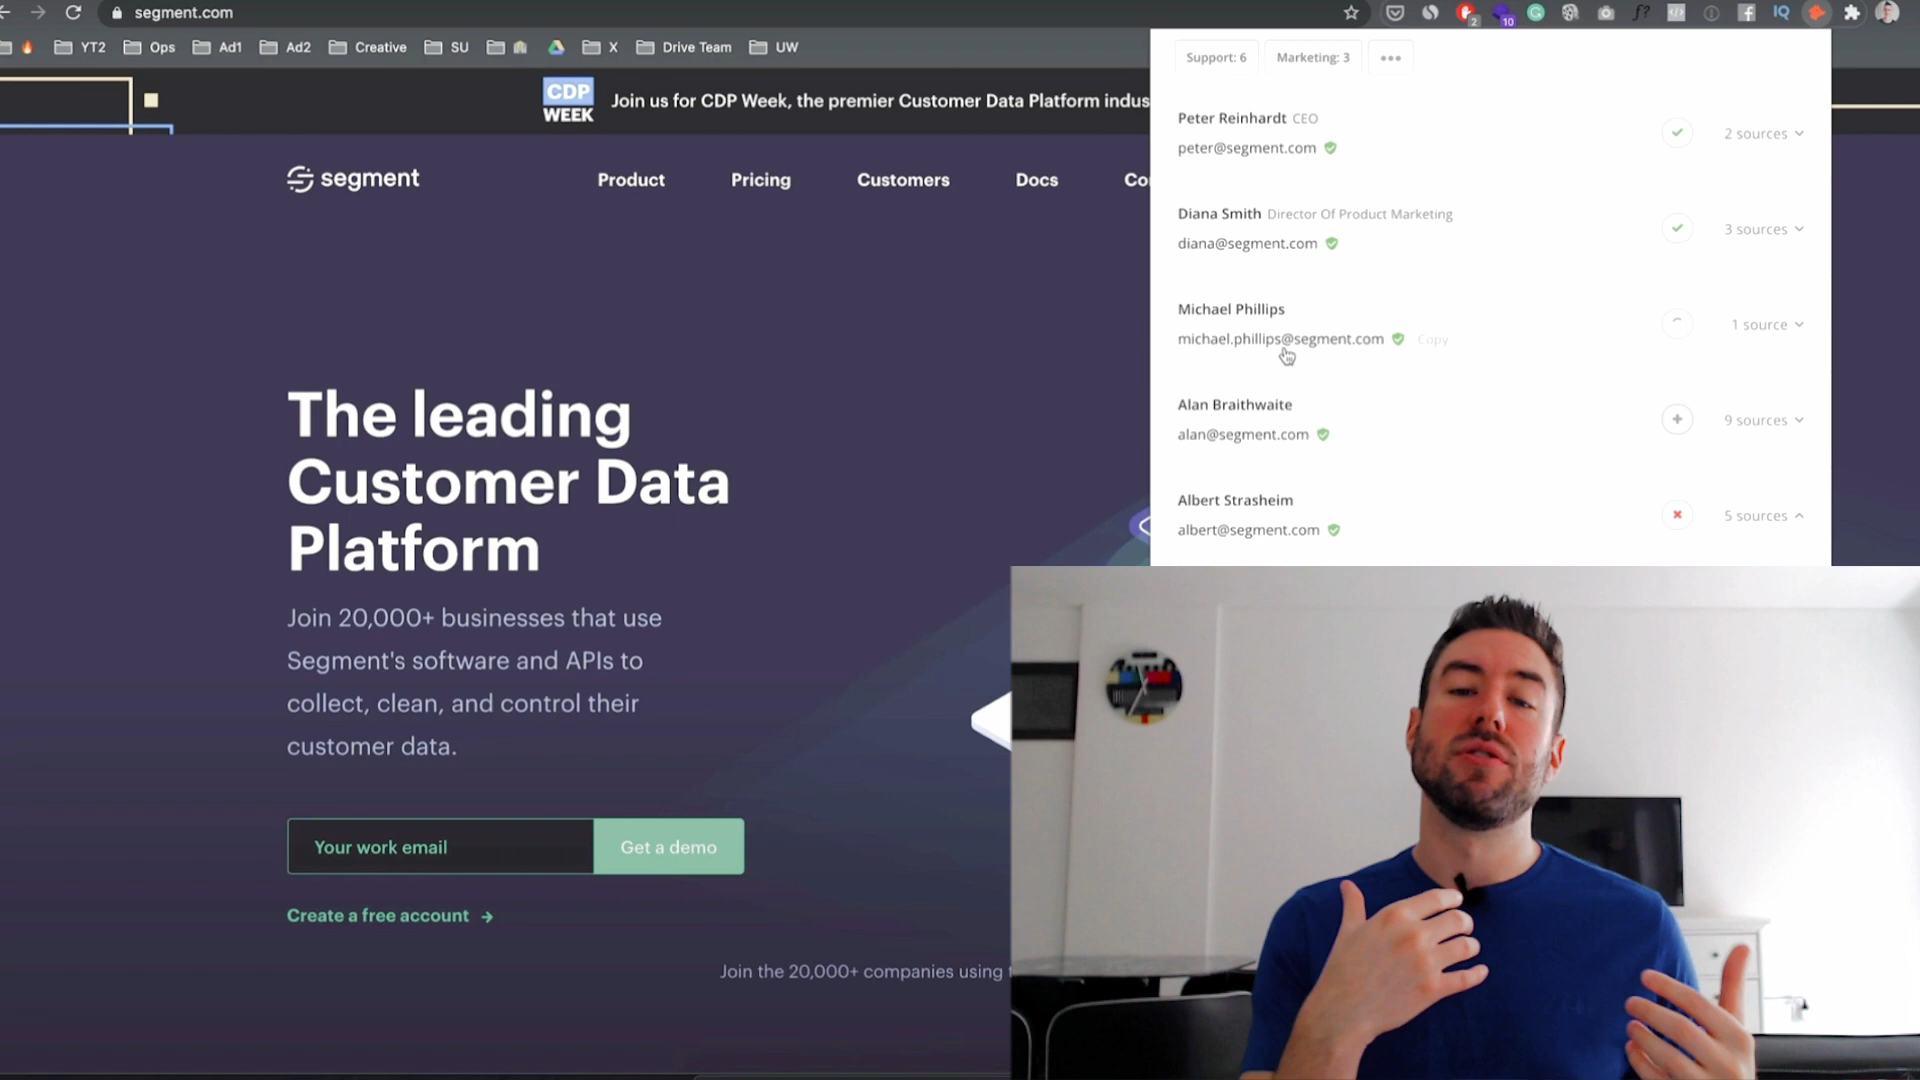 segment.com
2
10
f?
IQ
YT2
Ops
Ad1
Ad2
Creative
SU
X
Drive Team
UW
CDP
WEEK
Join us for CDP Week, the premier Customer Data Platform indus
segment
Product
Pricing
Customers
Docs
Co
Support: 6
Marketing: 3
Peter Reinhardt CEO
peter@segment.com
2 sources
Diana Smith Director Of Product Marketing
diana@segment.com
3 sources
Michael Phillips
michael.phillips@segment.com
Copy
1 source
Alan Braithwaite
alan@segment.com
9 sources
Albert Strasheim
albert@segment.com
5 sources
The leading
Customer Data
Platform
Join 20,000+ businesses that use
Segment's software and APIs to
collect, clean, and control their
customer data.
Your work email
Get a demo
Create a free account
Join the 20,000+ companies using